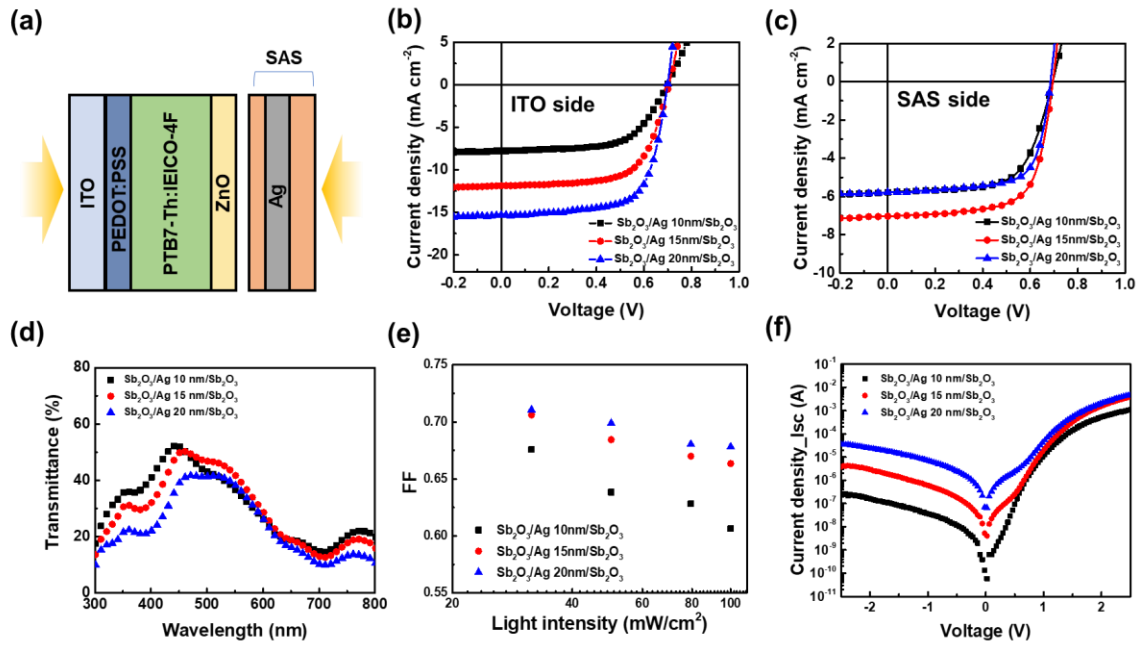 (a)
SAS
ITO
PEDOT:PSS
PTB7-Th:IEICO-4F
ZnO
Ag
(b)
Current density (mA cm⁻²)
5
0
-5
-10
-15
-20
ITO side
Sb₂O₃/Ag 10nm/Sb₂O₃
Sb₂O₃/Ag 15nm/Sb₂O₃
Sb₂O₃/Ag 20nm/Sb₂O₃
-0.2 0.0 0.2 0.4 0.6 0.8 1.0
Voltage (V)
(c)
Current density (mA cm⁻²)
2
0
-2
-4
-6
-8
-10
SAS side
Sb₂O₃/Ag 10nm/Sb₂O₃
Sb₂O₃/Ag 15nm/Sb₂O₃
Sb₂O₃/Ag 20nm/Sb₂O₃
-0.2 0.0 0.2 0.4 0.6 0.8 1.0
Voltage (V)
(d)
Transmittance (%)
80
60
40
20
0
Sb₂O₃/Ag 10 nm/Sb₂O₃
Sb₂O₃/Ag 15 nm/Sb₂O₃
Sb₂O₃/Ag 20 nm/Sb₂O₃
300 400 500 600 700 800
Wavelength (nm)
(e)
FF
0.75
0.70
0.65
0.60
0.55
Sb₂O₃/Ag 10nm/Sb₂O₃
Sb₂O₃/Ag 15nm/Sb₂O₃
Sb₂O₃/Ag 20nm/Sb₂O₃
20 40 60 80 100
Light intensity (mW/cm²)
(f)
Current density_Isc (A)
10⁻¹
10⁻²
10⁻³
10⁻⁴
10⁻⁵
10⁻⁶
10⁻⁷
10⁻⁸
10⁻⁹
10⁻¹⁰
10⁻¹¹
Sb₂O₃/Ag 10 nm/Sb₂O₃
Sb₂O₃/Ag 15 nm/Sb₂O₃
Sb₂O₃/Ag 20 nm/Sb₂O₃
-2 -1 0 1 2
Voltage (V)